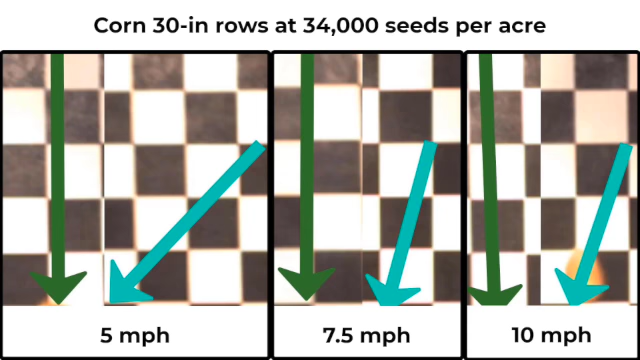 Corn 30-in rows at 34,000 seeds per acre
5 mph
7.5 mph
10 mph